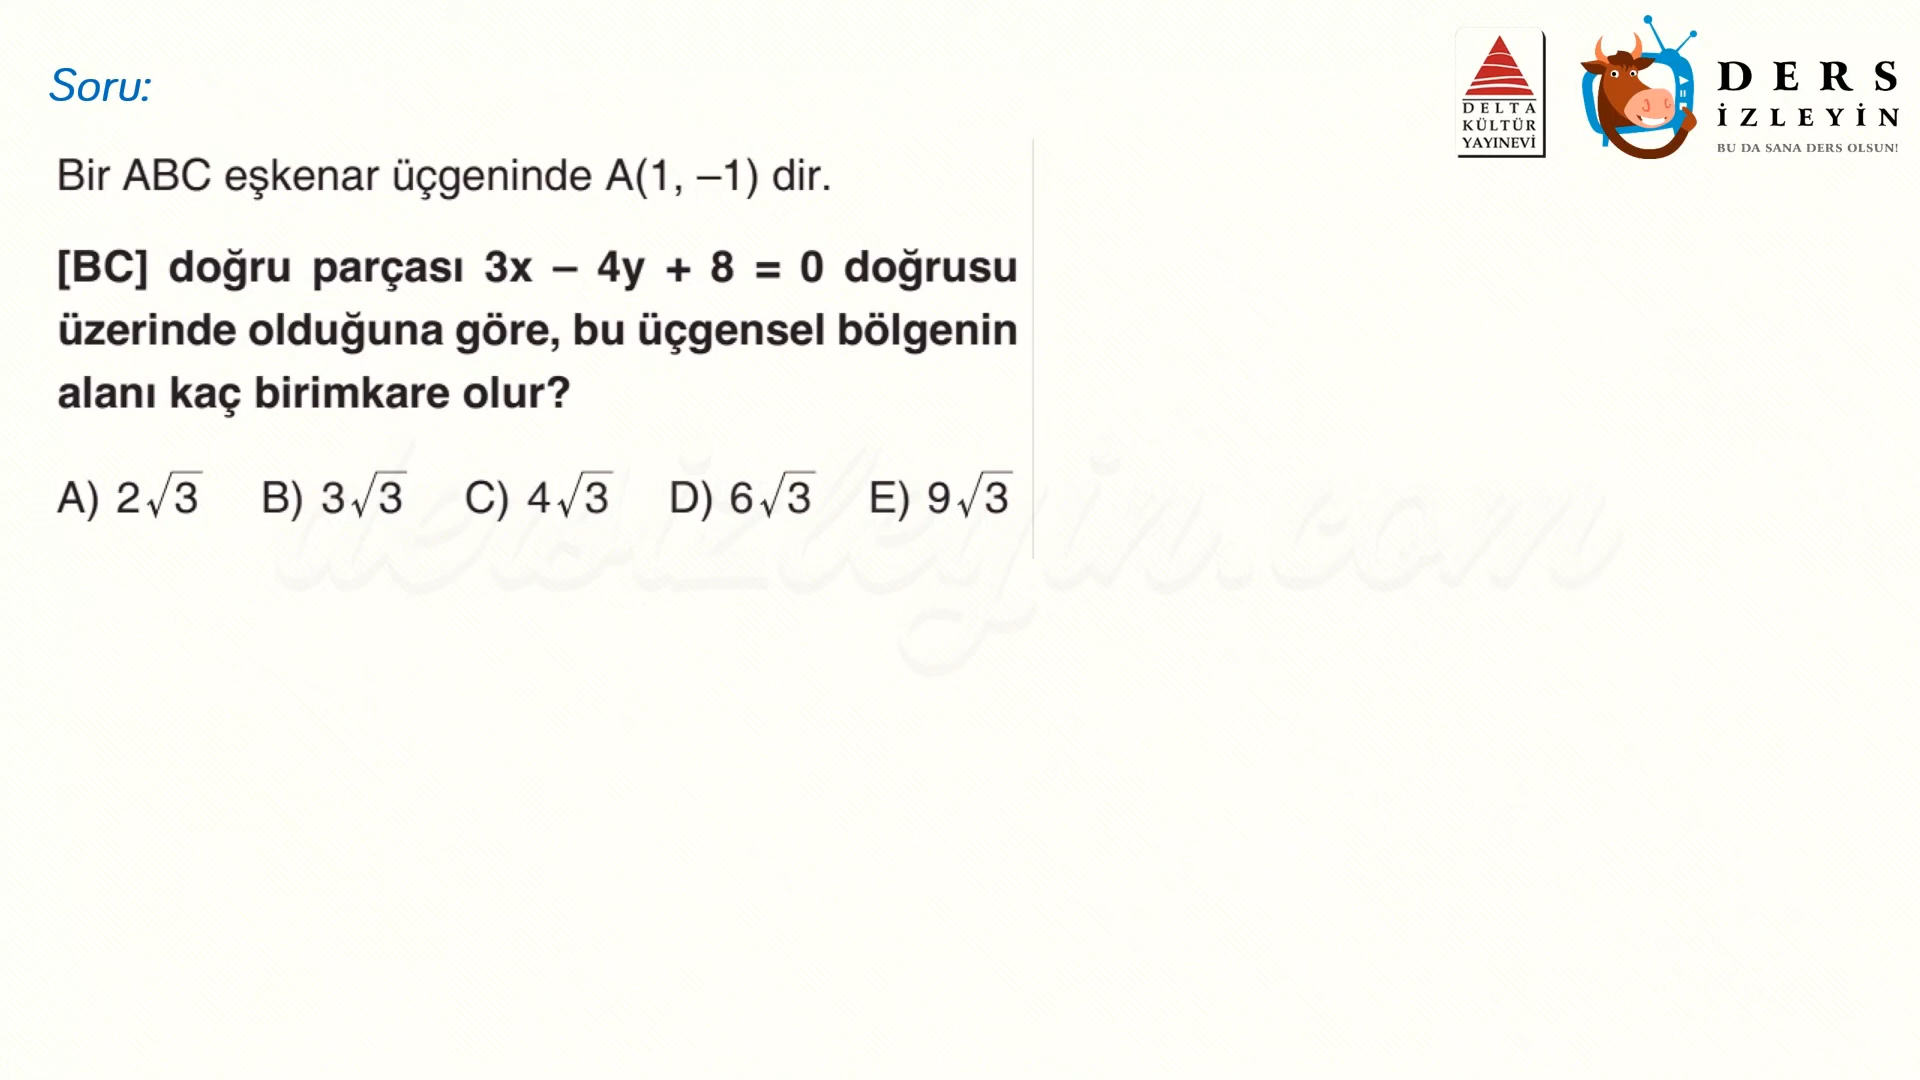 Soru:
DELTA
KÜLTÜR
YAYINEVİ
DERS
İZLEYİN
BU DA SANA DERS OLSUN!
Bir ABC eşkenar üçgeninde A(1, –1) dir.
[BC] doğru parçası 3x – 4y + 8 = 0 doğrusu
üzerinde olduğuna göre, bu üçgensel bölgenin
alanı kaç birimkare olur?
A) 2√3 B) 3√3 C) 4√3 D) 6√3 E) 9√3
dersizleyin.com